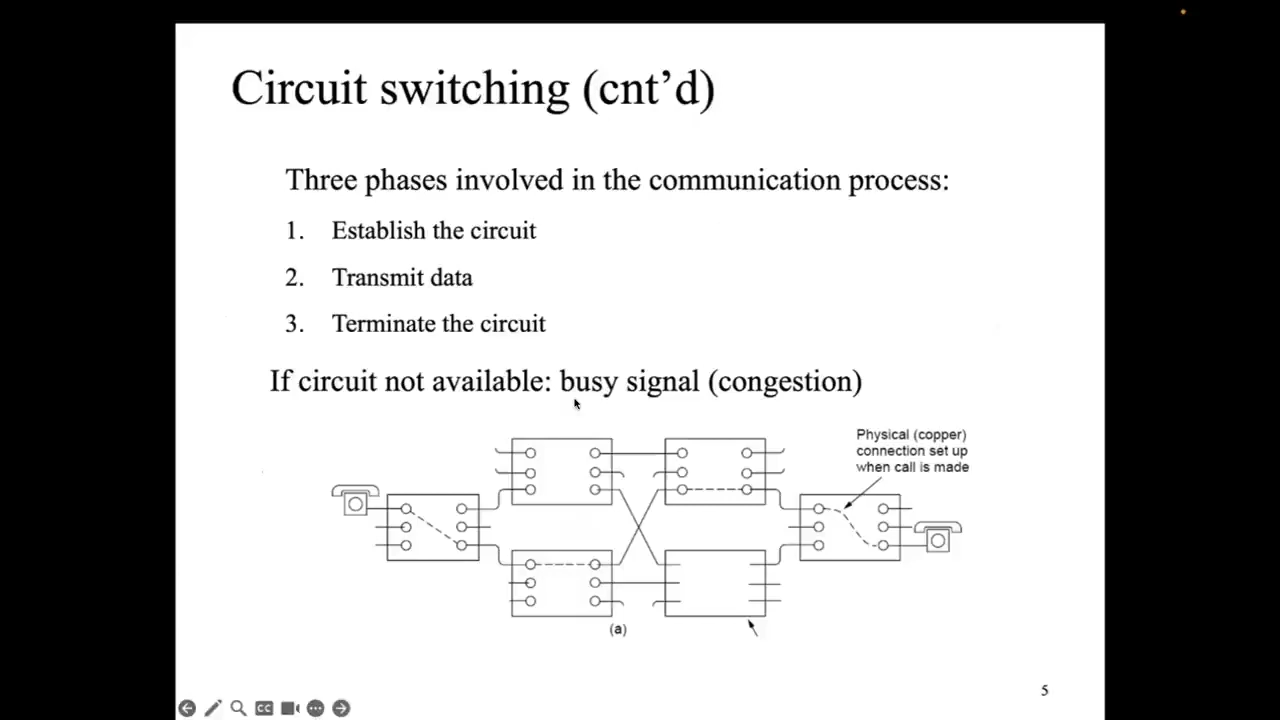 Circuit switching (cnt’d)
Three phases involved in the communication process:
1. Establish the circuit
2. Transmit data
3. Terminate the circuit
If circuit not available: busy signal (congestion)
Physical (copper)
connection set up
when call is made
(a)
5
CC